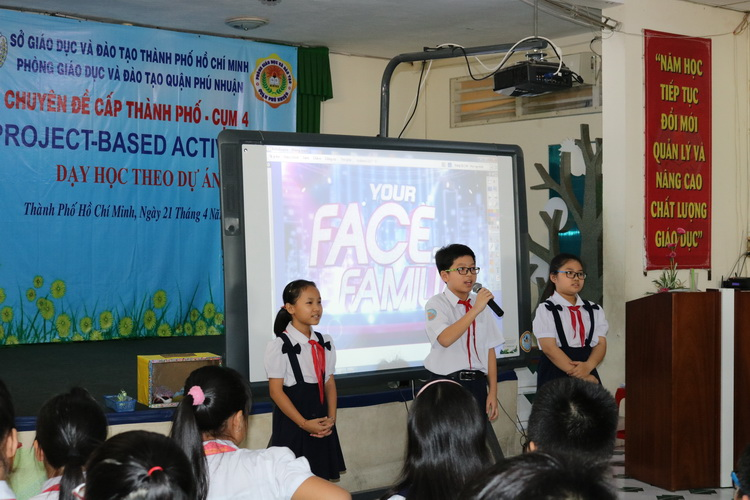 SỞ GIÁO DỤC VÀ ĐÀO TẠO THÀNH PHỐ HỒ CHÍ MINH
PHÒNG GIÁO DỤC VÀ ĐÀO TẠO QUẬN PHÚ NHUẬN
CHUYÊN ĐỀ CẤP THÀNH PHỐ - CỤM 4
PROJECT-BASED ACTIV
DẠY HỌC THEO DỰ ÁN
Thành Phố Hồ Chí Minh, Ngày 21 Tháng 4 Nă
YOUR
FACE
FAMIL
"NĂM HỌC
TIẾP TỤC
ĐỔI MỚI
QUẢN LÝ VÀ
NÂNG CAO
CHẤT LƯỢNG
GIÁO DỤC"